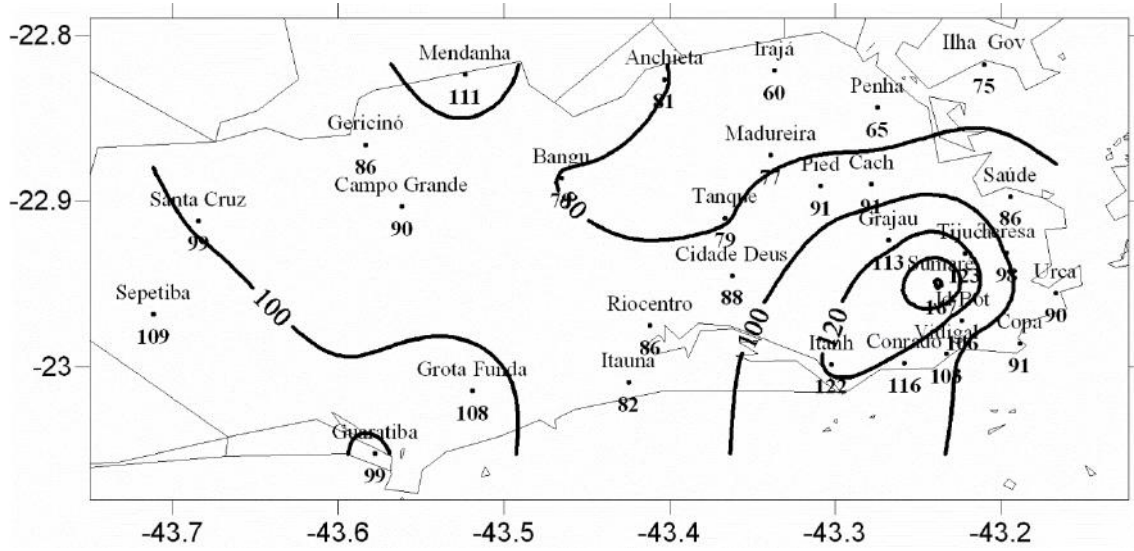 -22.8
Mendanha
111
Anchieta
81
Irajá
60
Ilha Gov
75
Penha
65
Gericinó
86
Madureira
77
Bangu
80
Pied
91
Cach
91
Saúde
86
-22.9
Santa Cruz
99
Campo Grande
90
Tanque
79
Grajau
113
Tijuca
123
98
Cidade Deus
88
Sumaré
167
Urca
90
Sepetiba
109
100
Riocentro
86
100
120
Jd Bot
106
Vidigal
Copa
91
-23
Grota Funda
108
Itauna
82
Itanh
122
Conrado
116
105
Guaratiba
99
-43.7
-43.6
-43.5
-43.4
-43.3
-43.2